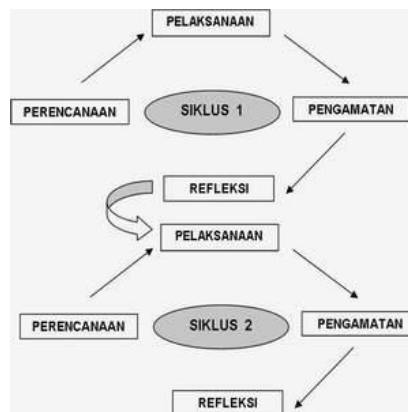 PELAKSANAAN
PERENCANAAN
SIKLUS 1
PENGAMATAN
REFLEKSI
PELAKSANAAN
PERENCANAAN
SIKLUS 2
PENGAMATAN
REFLEKSI